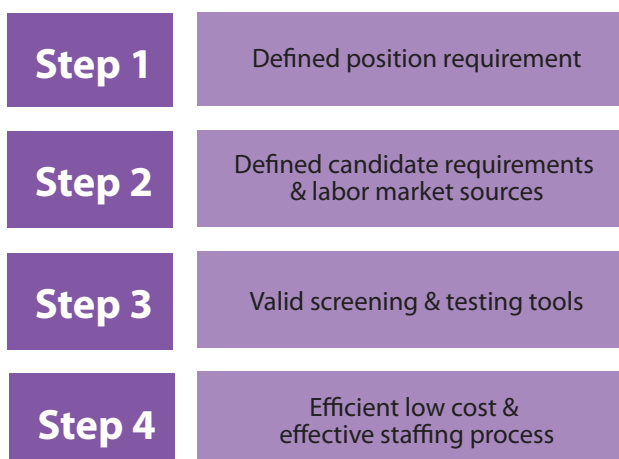 Step 1
Defined position requirement
Step 2
Defined candidate requirements
& labor market sources
Step 3
Valid screening & testing tools
Step 4
Efficient low cost &
effective staffing process